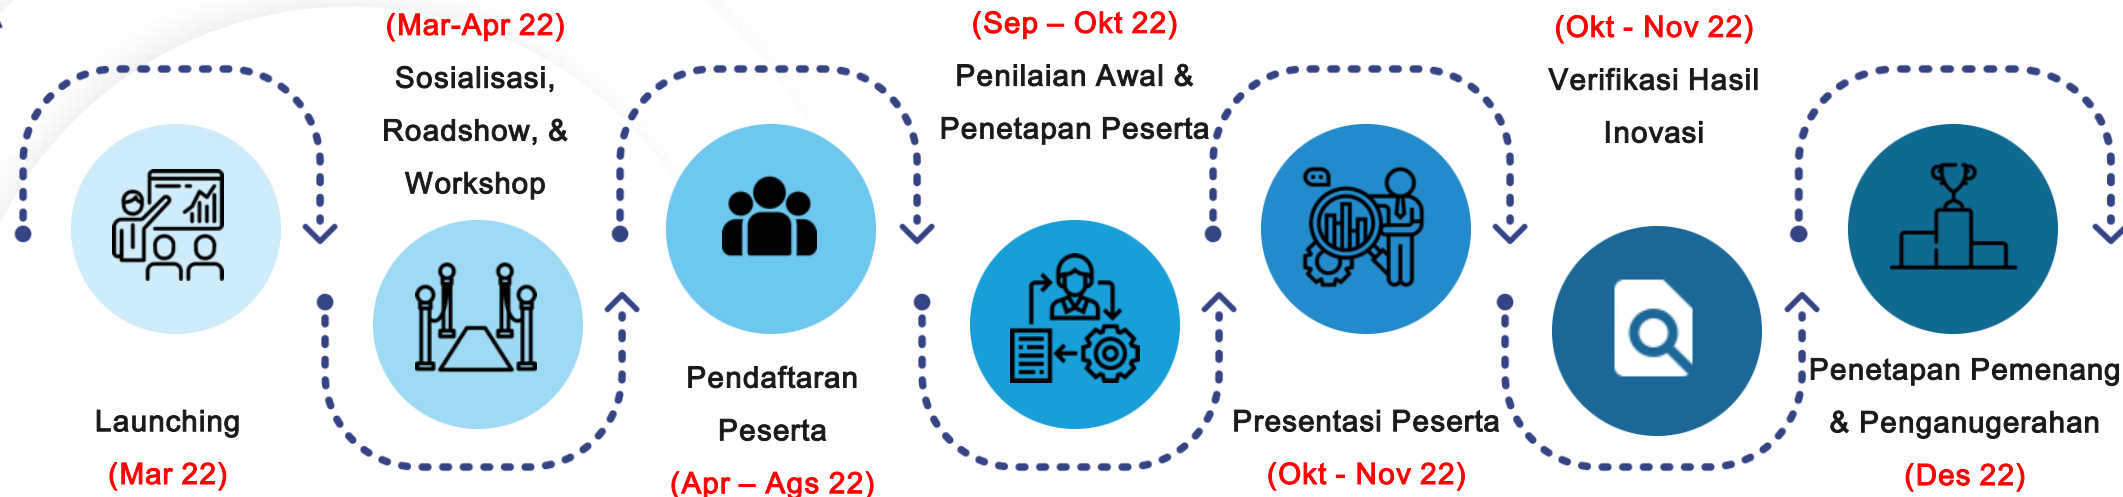 Launching
(Mar 22)
(Mar-Apr 22)
Sosialisasi,
Roadshow, &
Workshop
Pendaftaran
Peserta
(Apr – Ags 22)
(Sep – Okt 22)
Penilaian Awal &
Penetapan Peserta
Presentasi Peserta
(Okt - Nov 22)
(Okt - Nov 22)
Verifikasi Hasil
Inovasi
Penetapan Pemenang
& Penganugerahan
(Des 22)